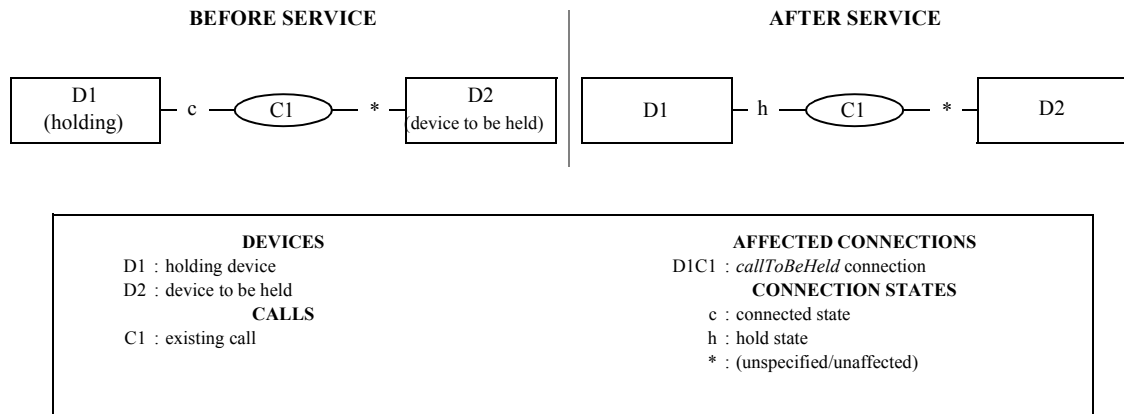 BEFORE SERVICE
AFTER SERVICE
D1
(holding)
c
C1
*
D2
(device to be held)
D1
h
C1
*
D2
DEVICES
D1 : holding device
D2 : device to be held
CALLS
C1 : existing call
AFFECTED CONNECTIONS
D1C1 : callToBeHeld connection
CONNECTION STATES
c : connected state
h : hold state
* : (unspecified/unaffected)